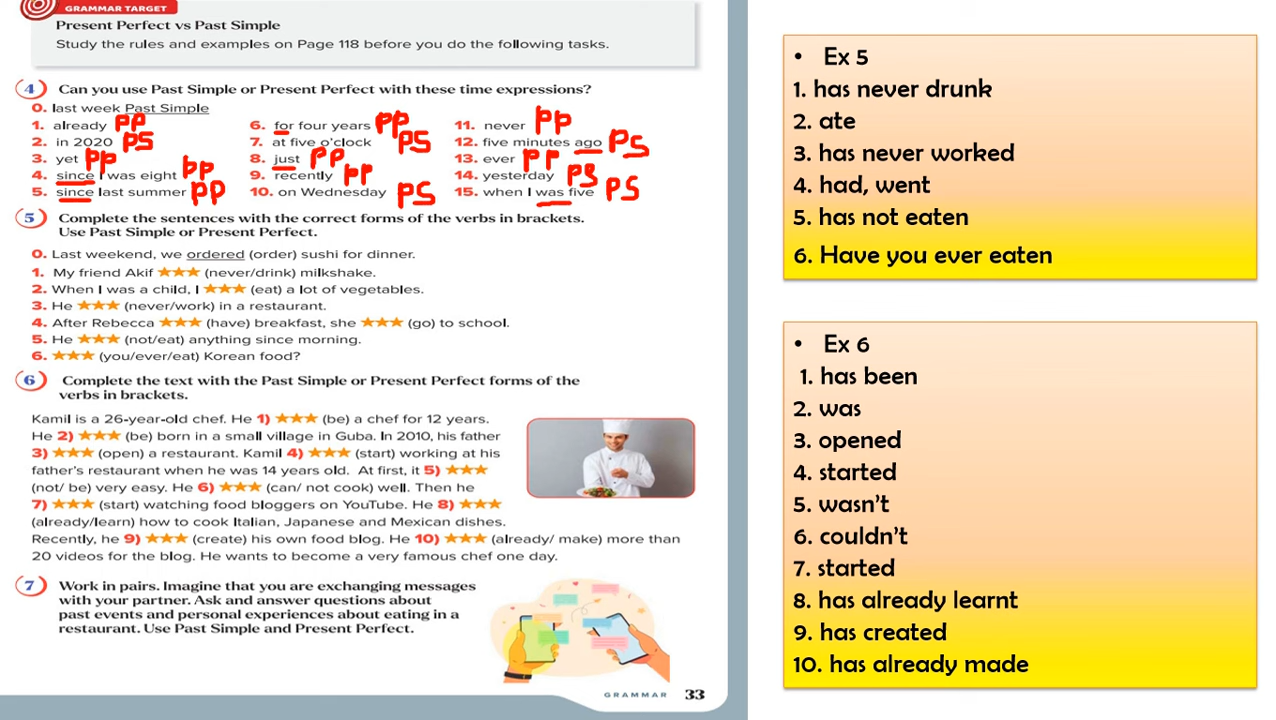 GRAMMAR TARGET
Present Perfect vs Past Simple
Study the rules and examples on Page 118 before you do the following tasks.
4 Can you use Past Simple or Present Perfect with these time expressions?
0. last week Past Simple
1. already PP
2. in 2020 PS
3. yet PP
4. since I was eight PP
5. since last summer PP
6. for four years PP
7. at five o'clock PS
8. just PP
9. recently PP
10. on Wednesday PS
11. never PP
12. five minutes ago PS
13. ever PP
14. yesterday PS
15. when I was five PS
5 Complete the sentences with the correct forms of the verbs in brackets.
Use Past Simple or Present Perfect.
0. Last weekend, we ordered (order) sushi for dinner.
1. My friend Akif ★★★ (never/drink) milkshake.
2. When I was a child, I ★★★ (eat) a lot of vegetables.
3. He ★★★ (never/work) in a restaurant.
4. After Rebecca ★★★ (have) breakfast, she ★★★ (go) to school.
5. He ★★★ (not/eat) anything since morning.
6. ★★★ (you/ever/eat) Korean food?
6 Complete the text with the Past Simple or Present Perfect forms of the
verbs in brackets.
Kamil is a 26-year-old chef. He 1) ★★★ (be) a chef for 12 years.
He 2) ★★★ (be) born in a small village in Guba. In 2010, his father
3) ★★★ (open) a restaurant. Kamil 4) ★★★ (start) working at his
father's restaurant when he was 14 years old. At first, it 5) ★★★
(not/ be) very easy. He 6) ★★★ (can/ not cook) well. Then he
7) ★★★ (start) watching food bloggers on YouTube. He 8) ★★★
(already/learn) how to cook Italian, Japanese and Mexican dishes.
Recently, he 9) ★★★ (create) his own food blog. He 10) ★★★ (already/ make) more than
20 videos for the blog. He wants to become a very famous chef one day.
7 Work in pairs. Imagine that you are exchanging messages
with your partner. Ask and answer questions about
past events and personal experiences about eating in a
restaurant. Use Past Simple and Present Perfect.
GRAMMAR 33
• Ex 5
1. has never drunk
2. ate
3. has never worked
4. had, went
5. has not eaten
6. Have you ever eaten
• Ex 6
1. has been
2. was
3. opened
4. started
5. wasn't
6. couldn't
7. started
8. has already learnt
9. has created
10. has already made